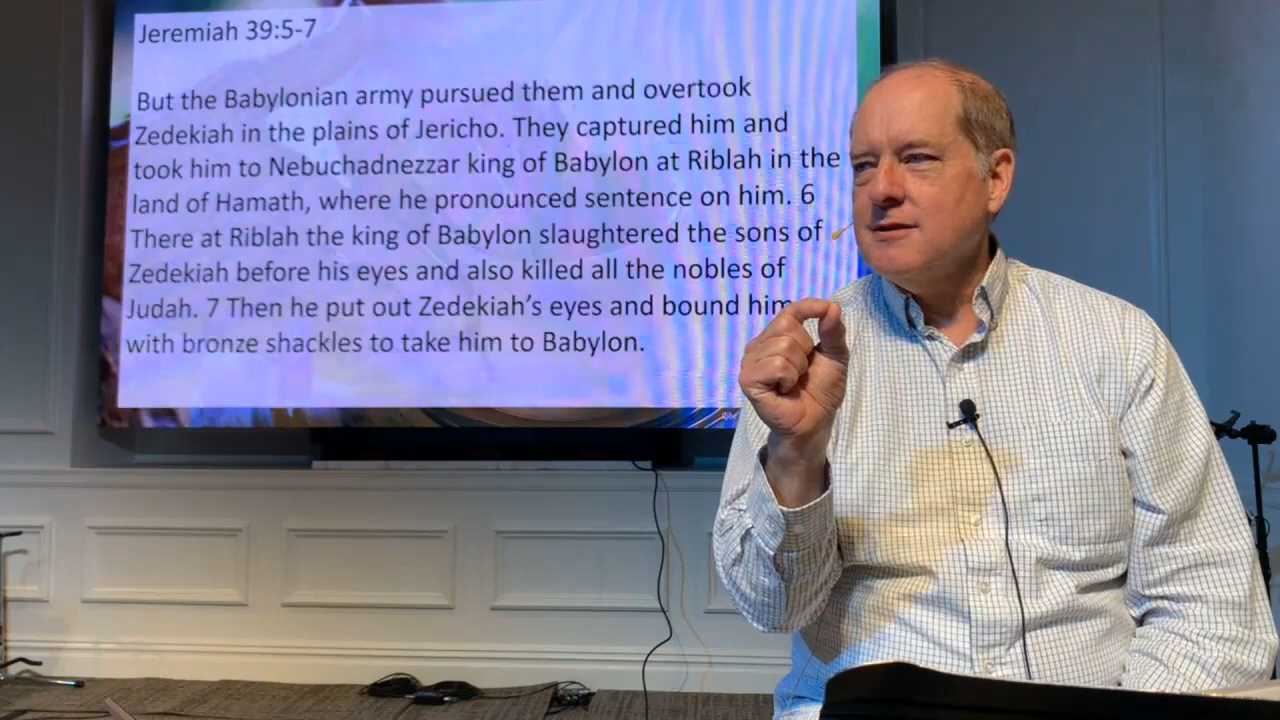 Jeremiah 39:5-7
But the Babylonian army pursued them and overtook
Zedekiah in the plains of Jericho. They captured him and
took him to Nebuchadnezzar king of Babylon at Riblah in the
land of Hamath, where he pronounced sentence on him. 6
There at Riblah the king of Babylon slaughtered the sons of
Zedekiah before his eyes and also killed all the nobles of
Judah. 7 Then he put out Zedekiah’s eyes and bound him
with bronze shackles to take him to Babylon.